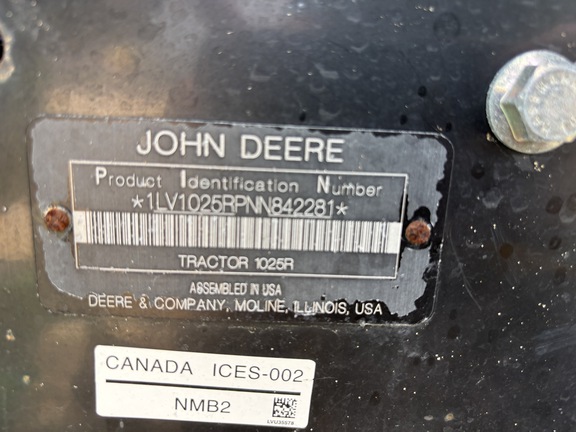 JOHN DEERE
Product Identification Number
*1LV1025RPNN842281*
TRACTOR 1025R
ASSEMBLED IN USA
DEERE & COMPANY, MOLINE, ILLINOIS, USA
CANADA ICES-002
NMB2
LVU35578